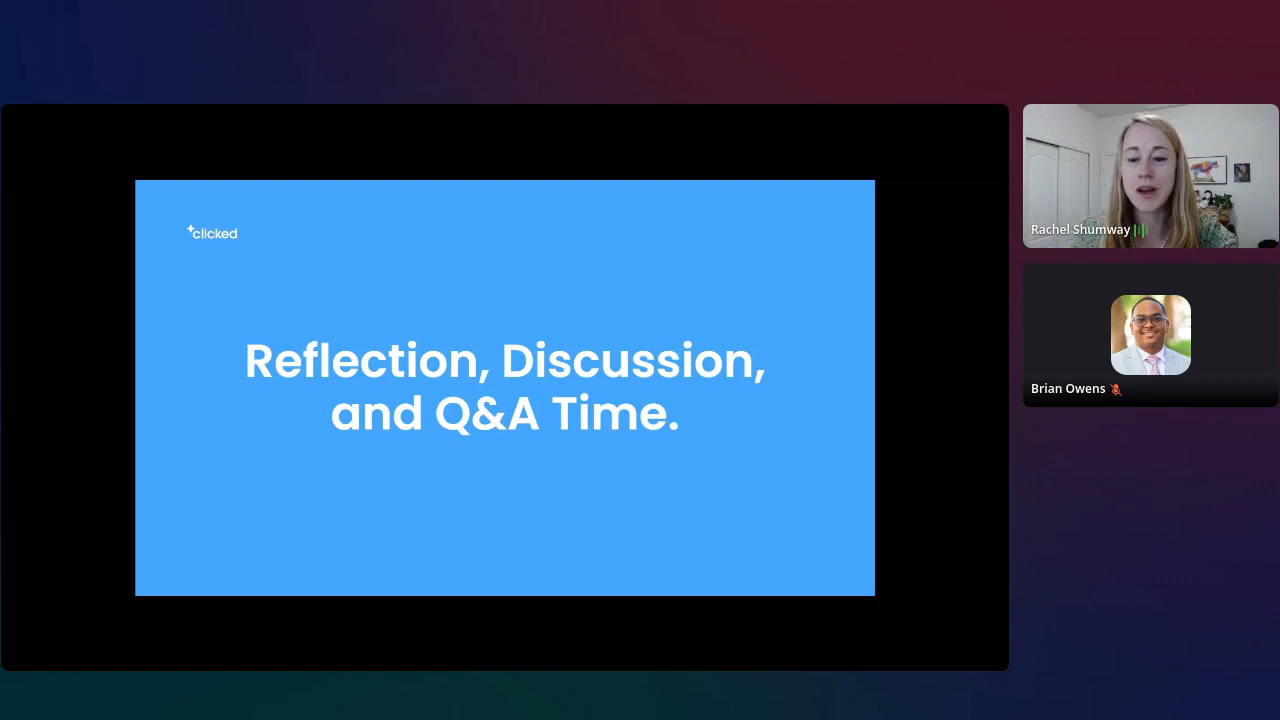 clicked
Reflection, Discussion,
and Q&A Time.
Rachel Shumway
Brian Owens